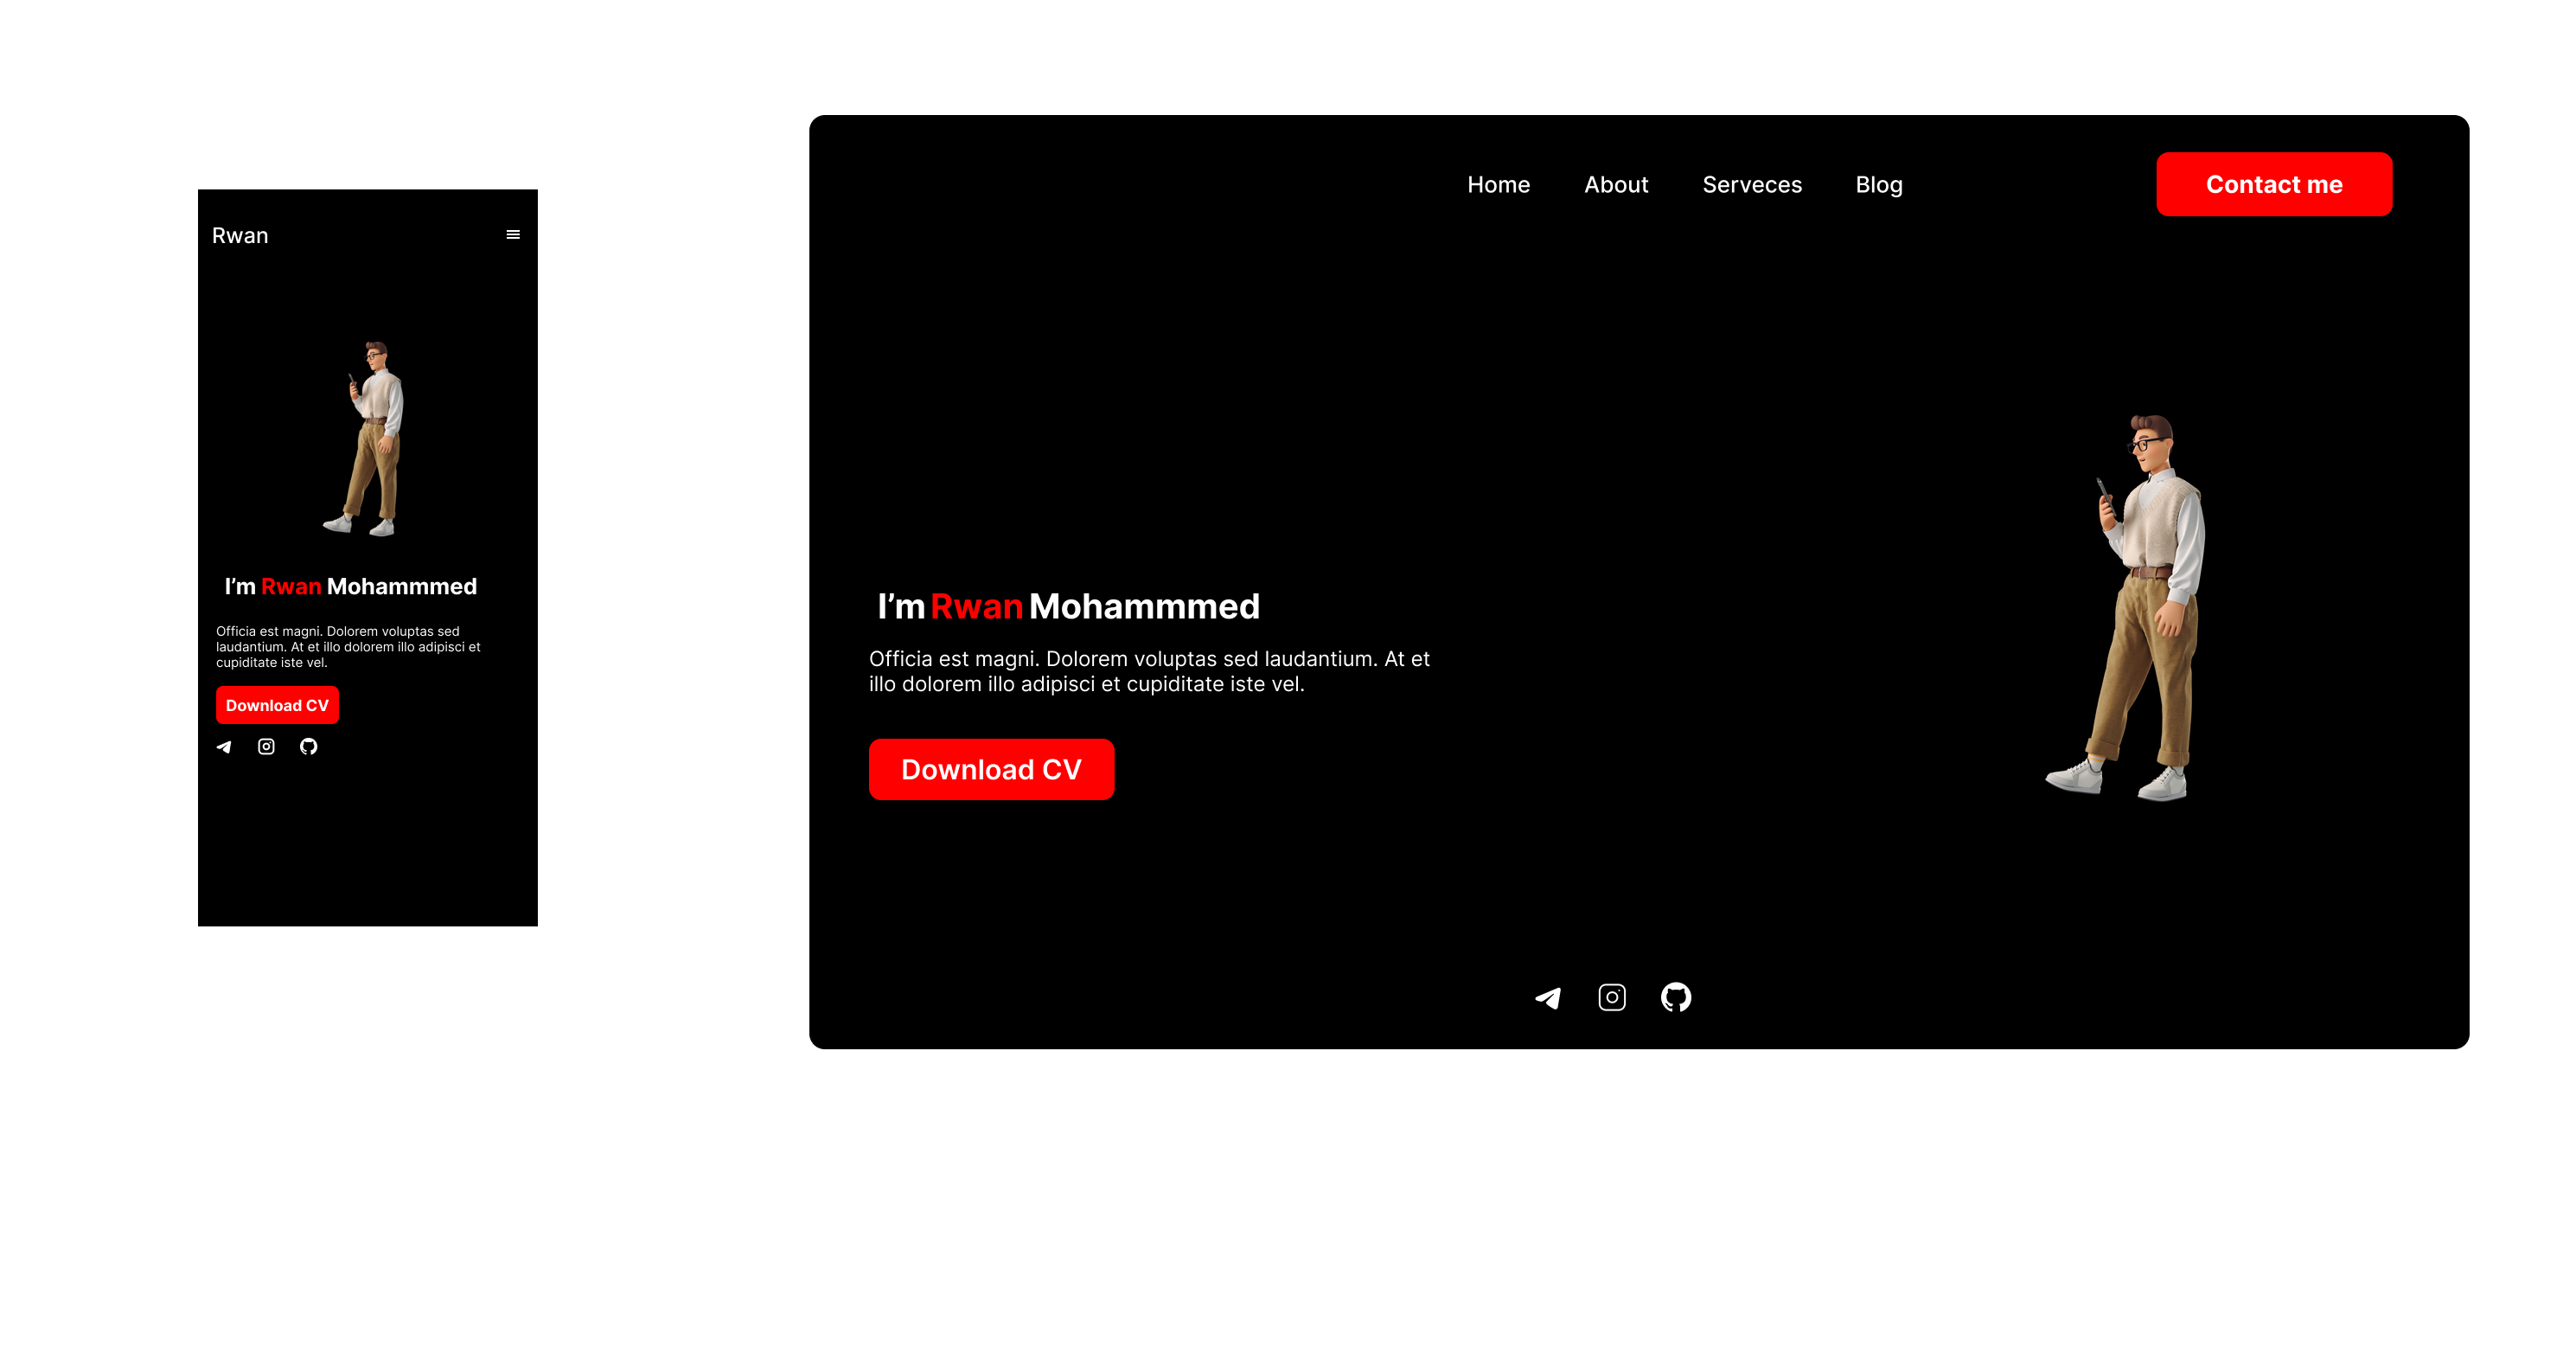 Rwan
I’m Rwan Mohammmed
Officia est magni. Dolorem voluptas sed
laudantium. At et illo dolorem illo adipisci et
cupiditate iste vel.
Download CV
Home About Serveces Blog Contact me
I’m Rwan Mohammmed
Officia est magni. Dolorem voluptas sed laudantium. At et
illo dolorem illo adipisci et cupiditate iste vel.
Download CV